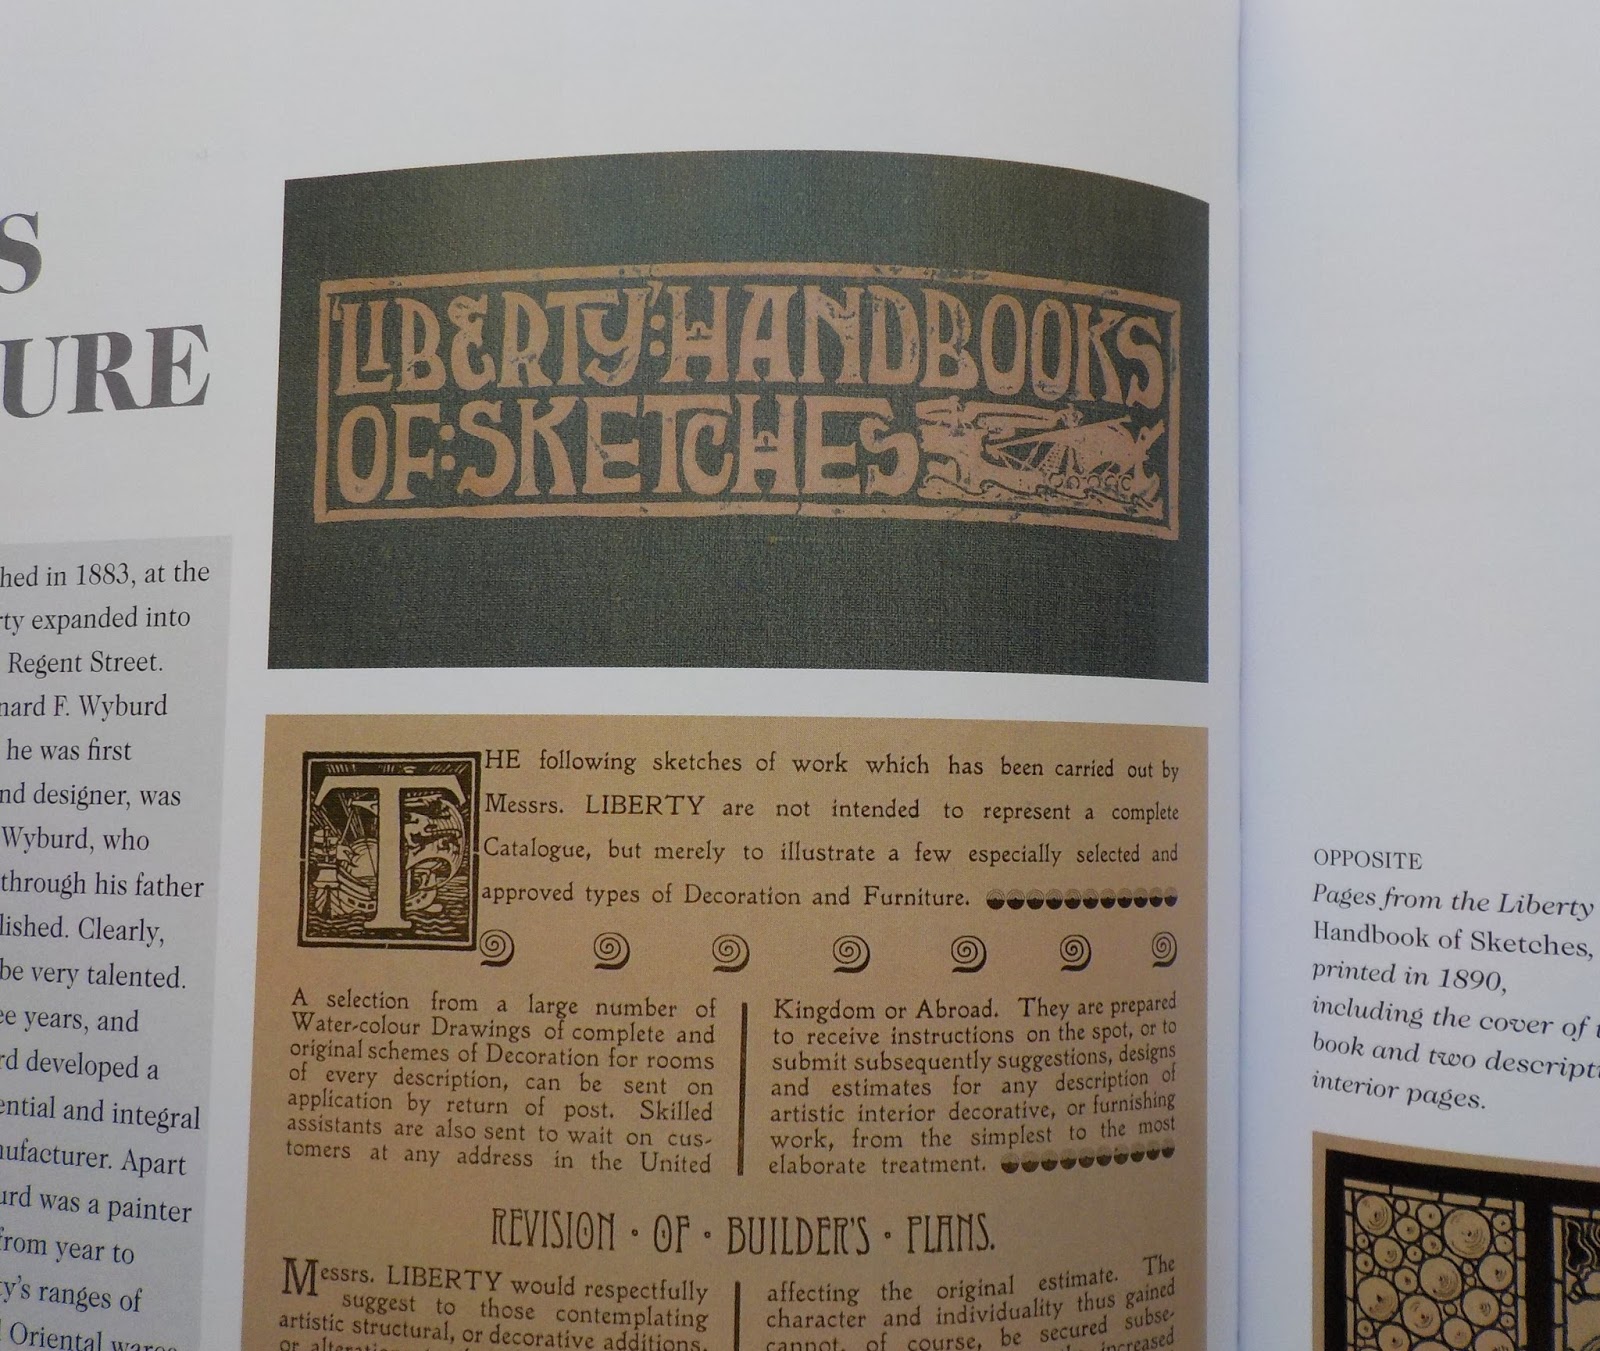 S
URE
hed in 1883, at the
rty expanded into
Regent Street.
nard F. Wyburd
he was first
nd designer, was
Wyburd, who
through his father
lished. Clearly,
be very talented.
ee years, and
rd developed a
ential and integral
nufacturer. Apart
urd was a painter
from year to
y's ranges of
Oriental wares
'LIBERTY': HANDBOOKS
OF: SKETCHES
THE following sketches of work which has been carried out by
Messrs. LIBERTY are not intended to represent a complete
Catalogue, but merely to illustrate a few especially selected and
approved types of Decoration and Furniture.
A selection from a large number of
Water-colour Drawings of complete and
original schemes of Decoration for rooms
of every description, can be sent on
application by return of post. Skilled
assistants are also sent to wait on cus-
tomers at any address in the United
Kingdom or Abroad. They are prepared
to receive instructions on the spot, or to
submit subsequently suggestions, designs
and estimates for any description of
artistic interior decorative, or furnishing
work, from the simplest to the most
elaborate treatment.
REVISION · OF · BUILDER'S · PLANS.
Messrs. LIBERTY would respectfully
suggest to those contemplating
artistic structural, or decorative additions,
affecting the original estimate. The
character and individuality thus gained
cannot, of course, be secured subse-
increased
OPPOSITE
Pages from the Liberty
Handbook of Sketches,
printed in 1890,
including the cover of
book and two descripti
interior pages.